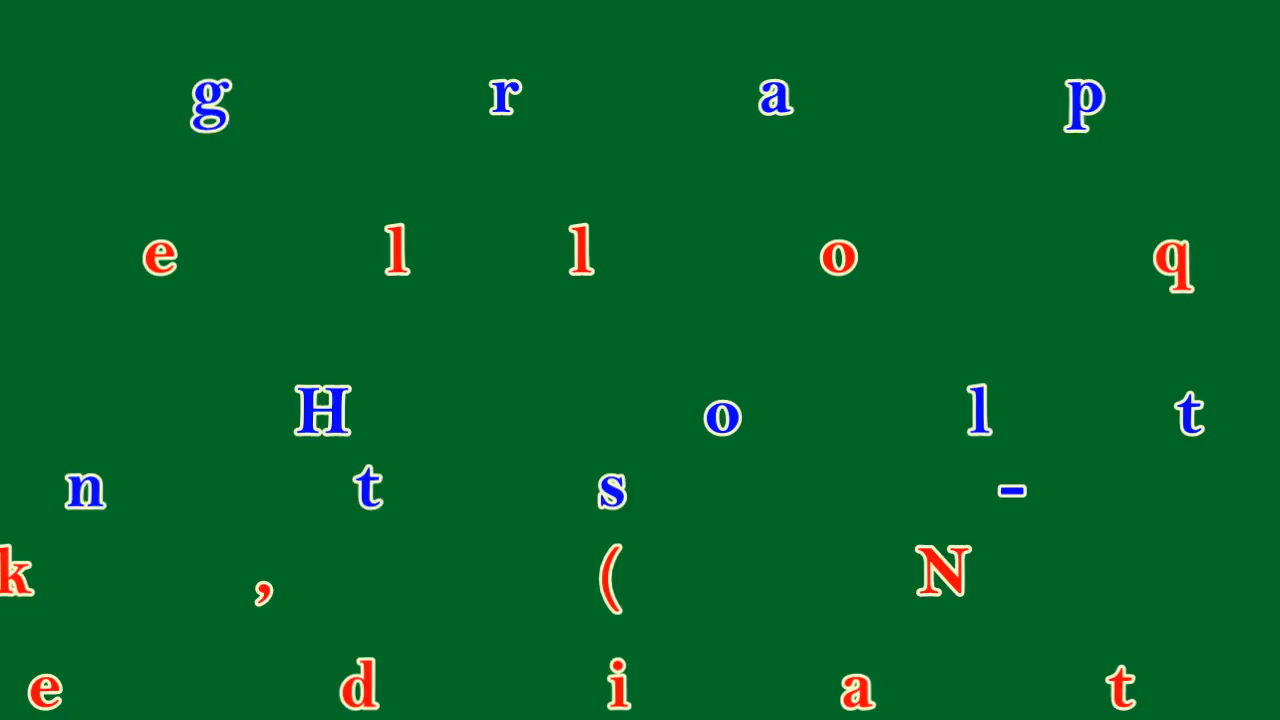 g r a p
e l l o q
H o l t
n t s -
k , ( N
e d i a t